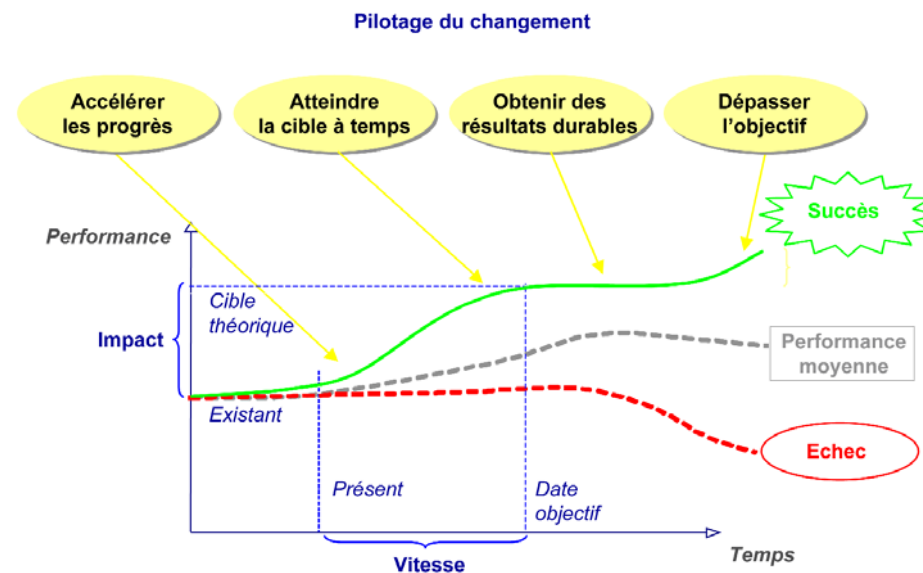 Pilotage du changement
Accélérer
les progrès
Atteindre
la cible à temps
Obtenir des
résultats durables
Dépasser
l'objectif
Succès
Performance
Cible
théorique
Impact
Performance
moyenne
Existant
Echec
Présent
Date
objectif
Vitesse
Temps